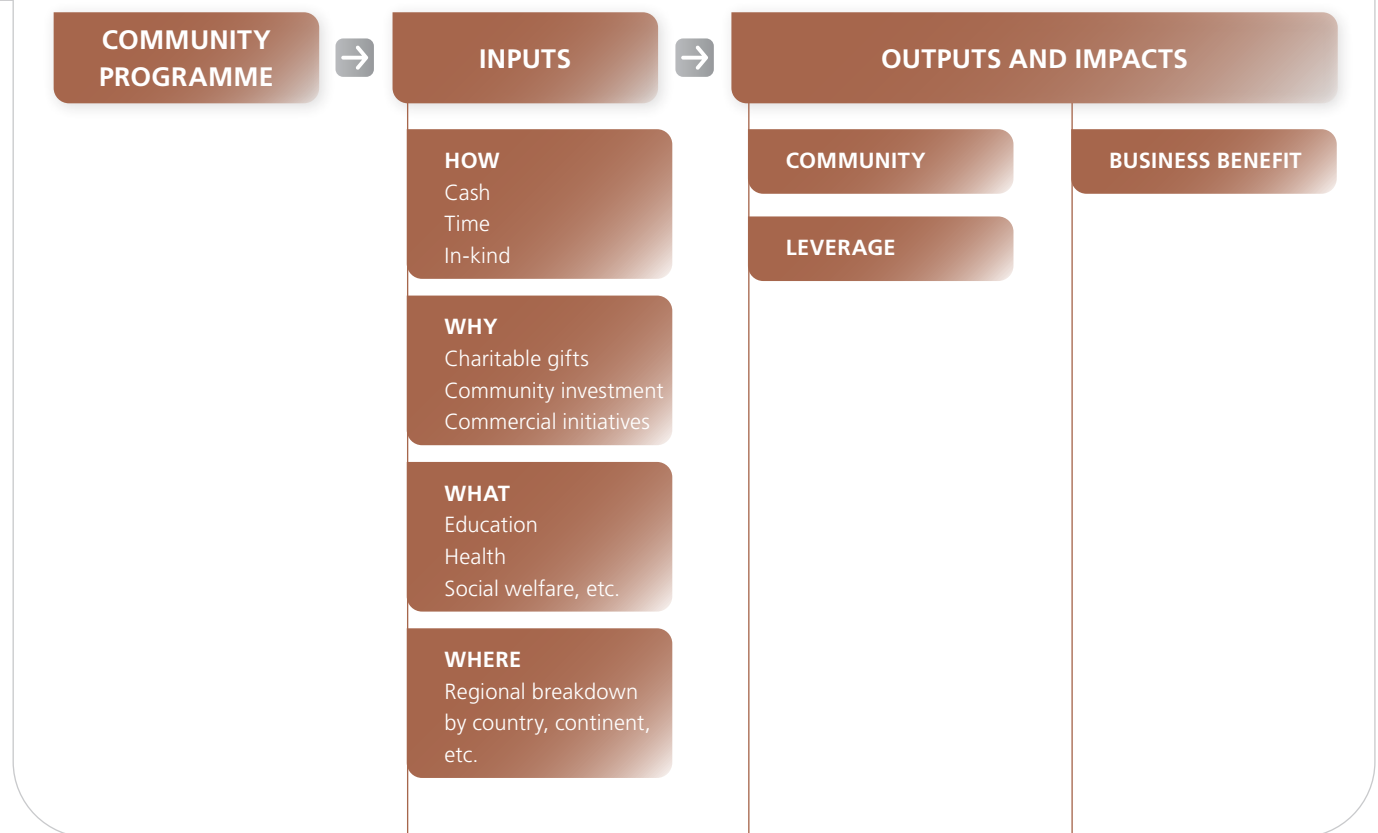 COMMUNITY
PROGRAMME
INPUTS
OUTPUTS AND IMPACTS
HOW
Cash
Time
In-kind
WHY
Charitable gifts
Community investment
Commercial initiatives
WHAT
Education
Health
Social welfare, etc.
WHERE
Regional breakdown
by country, continent,
etc.
COMMUNITY
LEVERAGE
BUSINESS BENEFIT